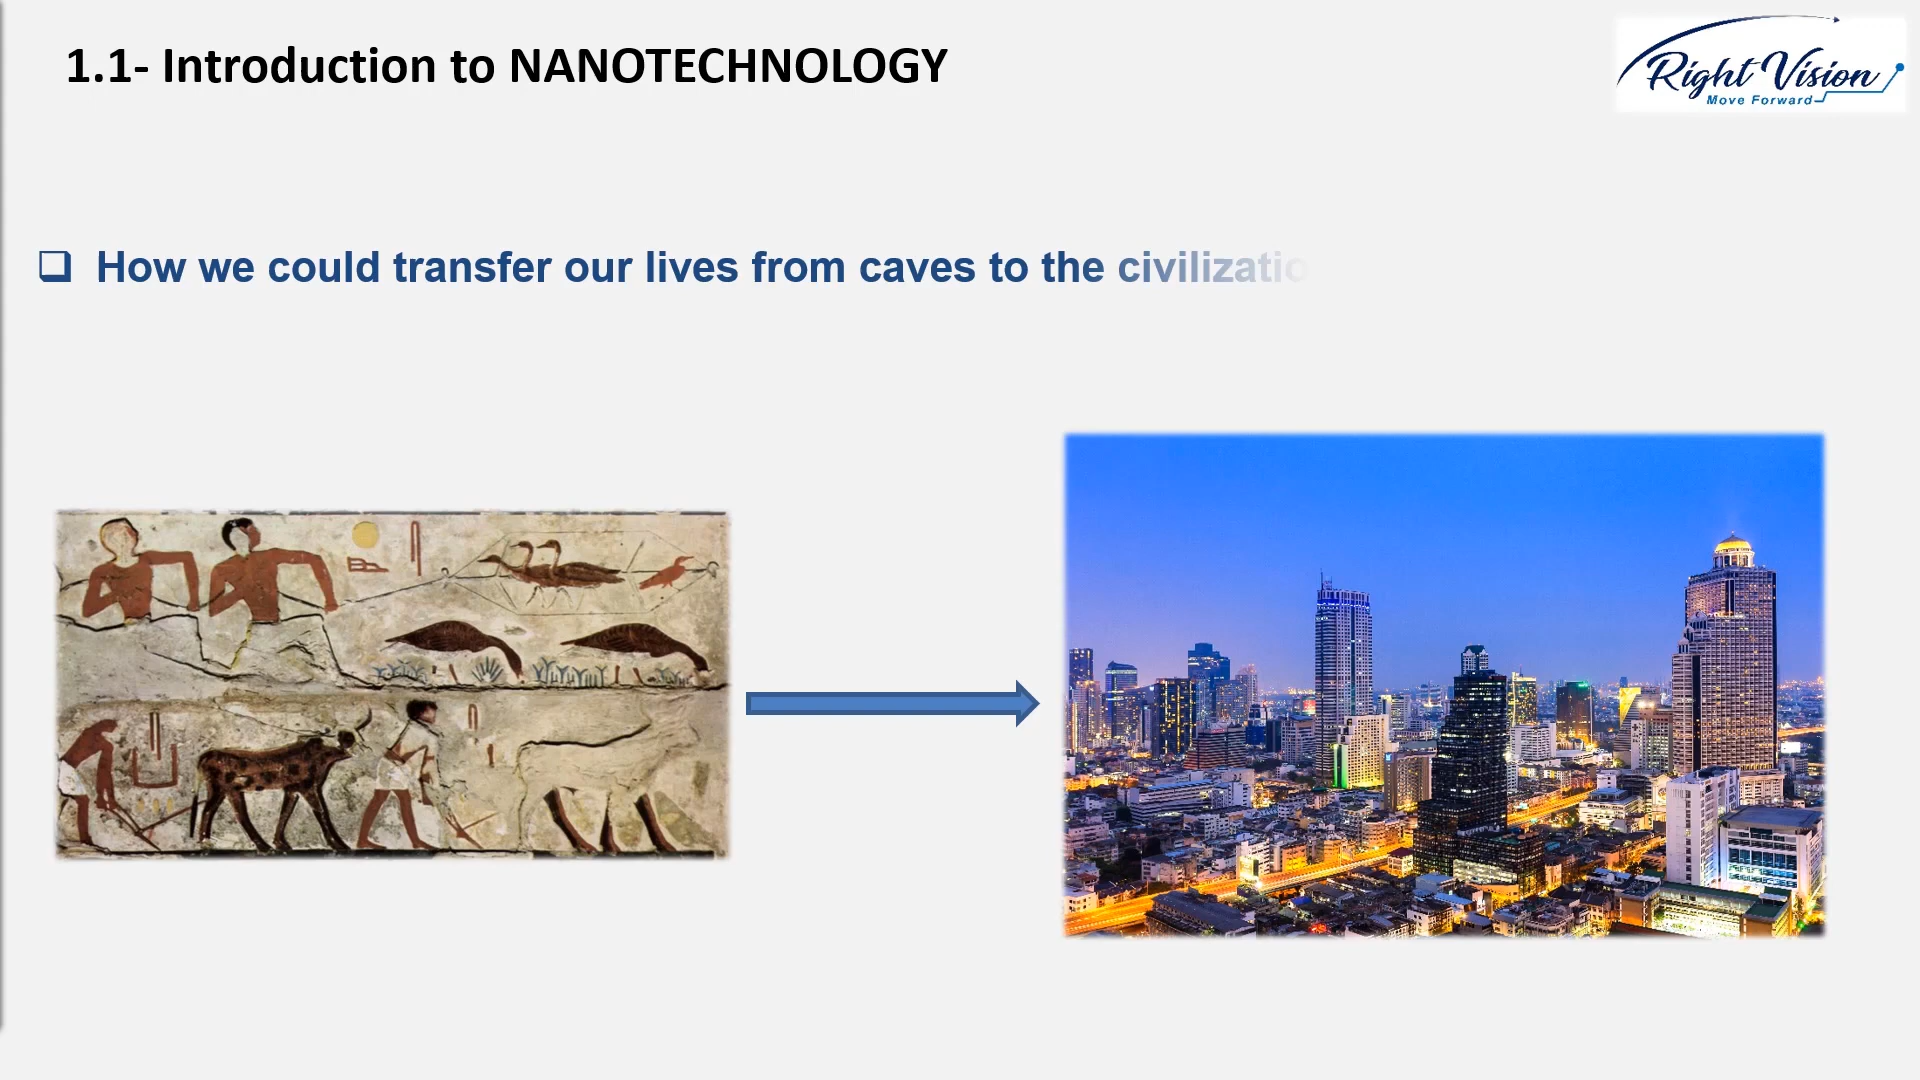 1.1- Introduction to NANOTECHNOLOGY
Right Vision
Move Forward
❑ How we could transfer our lives from caves to the civilizatio